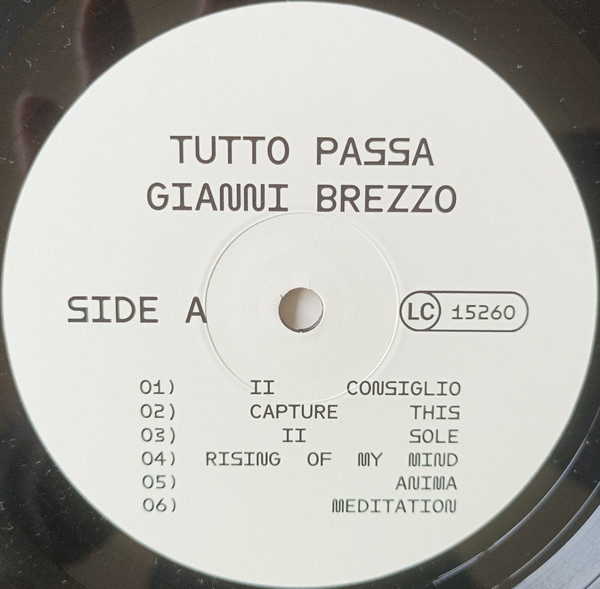 TUTTO PASSA
GIANNI BREZZO
SIDE A
LC 15260
01) II CONSIGLIO
02) CAPTURE THIS
03) II SOLE
04) RISING OF MY MIND
05) ANIMA
06) MEDITATION